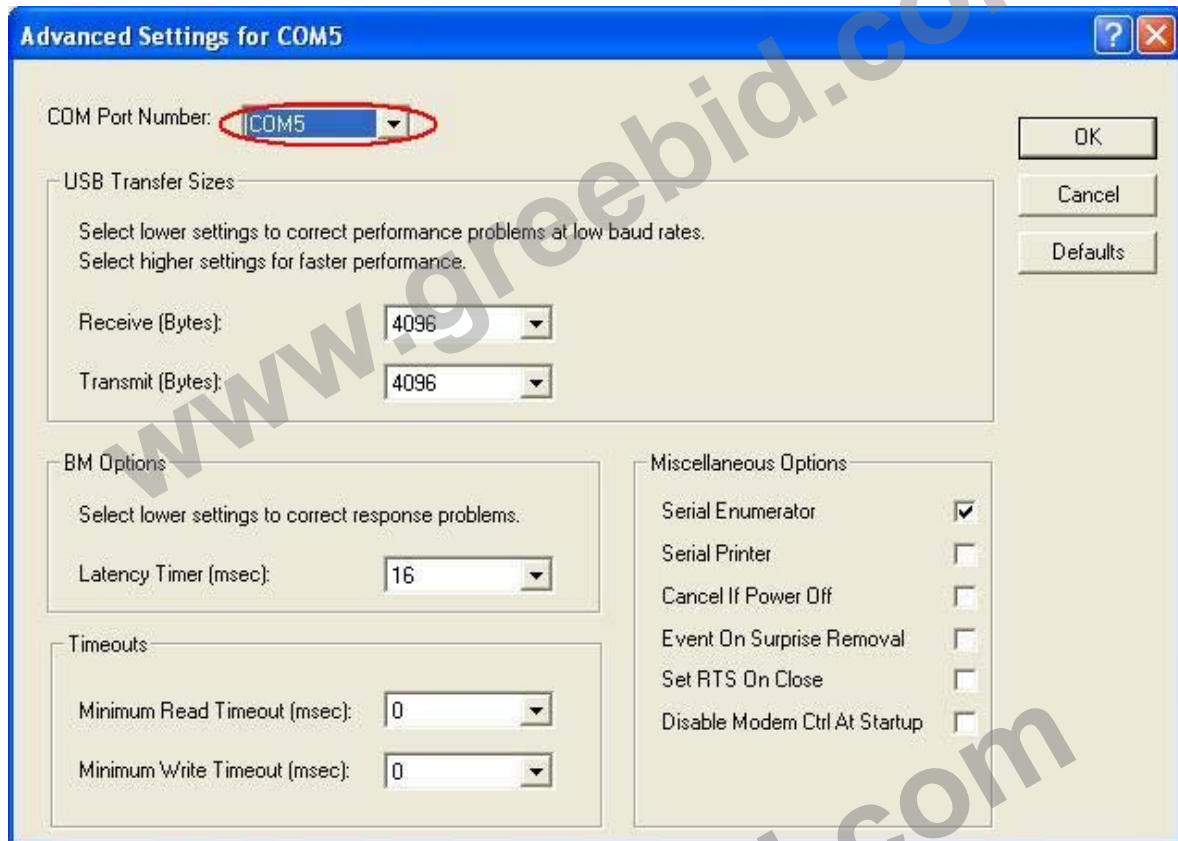 Advanced Settings for COM5
COM Port Number: COM5
OK
Cancel
Defaults
USB Transfer Sizes
Select lower settings to correct performance problems at low baud rates.
Select higher settings for faster performance.
Receive (Bytes): 4096
Transmit (Bytes): 4096
BM Options
Select lower settings to correct response problems.
Latency Timer (msec): 16
Timeouts
Minimum Read Timeout (msec): 0
Minimum Write Timeout (msec): 0
Miscellaneous Options
Serial Enumerator
Serial Printer
Cancel If Power Off
Event On Surprise Removal
Set RTS On Close
Disable Modem Ctrl At Startup
www.greebid.com
.com